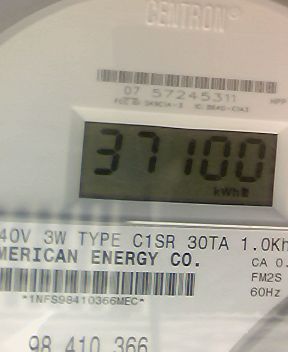 CENTRON®
07 57245311
37100
kWh
40V 3W TYPE C1SR 30TA 1.0Kh
MERICAN ENERGY CO.
CA 0.
FM2S
60Hz
*1NFS98410366MEC*
98 410 366